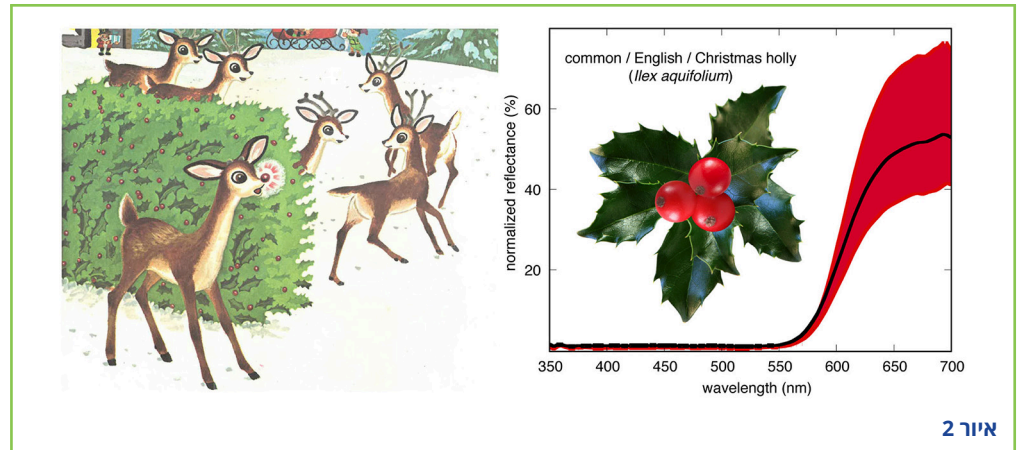 common / English / Christmas holly
(Ilex aquifolium)
normalized reflectance (%)
60
40
20
350
400
450
500
550
600
650
700
wavelength (nm)
איור 2